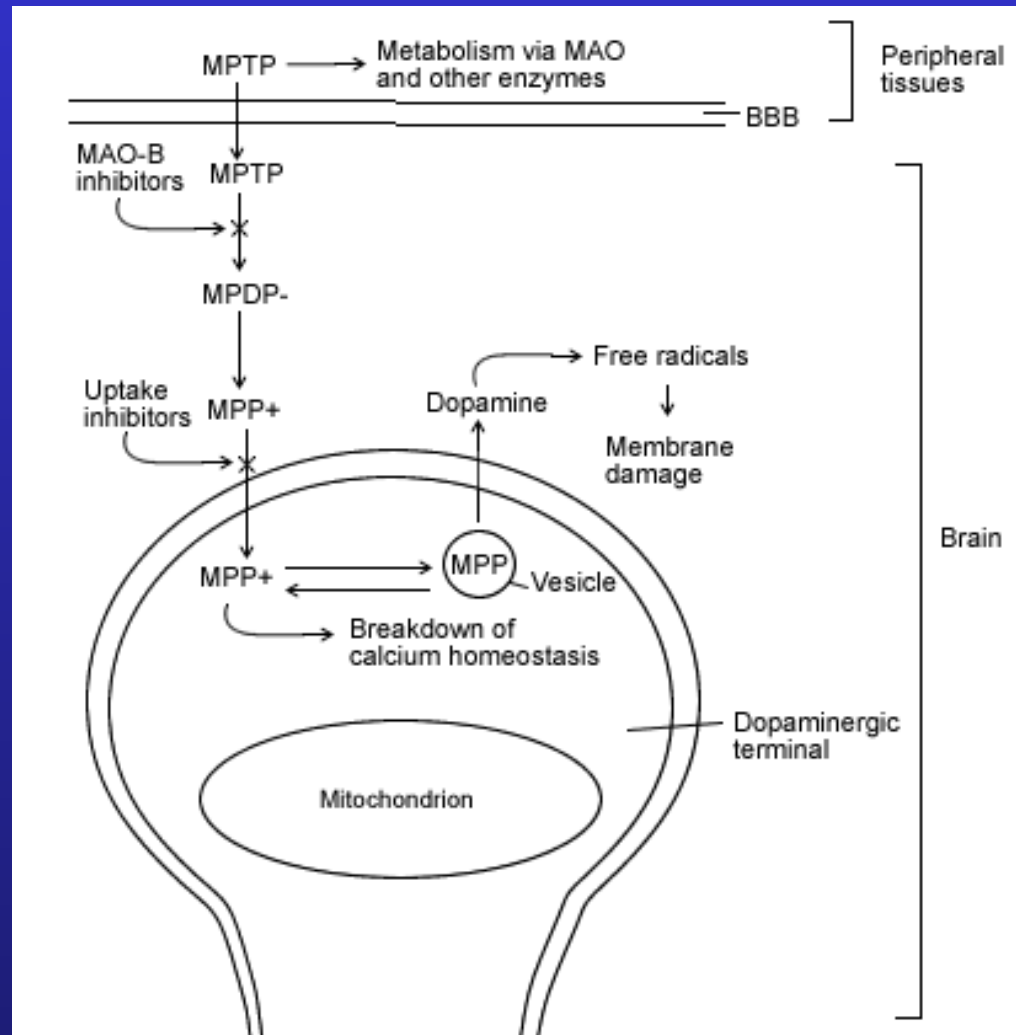 MPTP
Metabolism via MAO
and other enzymes
Peripheral
tissues
BBB
MAO-B
inhibitors
MPTP
MPDP-
Free radicals
Uptake
inhibitors
MPP+
Dopamine
Membrane
damage
Brain
MPP+
MPP
Vesicle
Breakdown of
calcium homeostasis
Dopaminergic
terminal
Mitochondrion